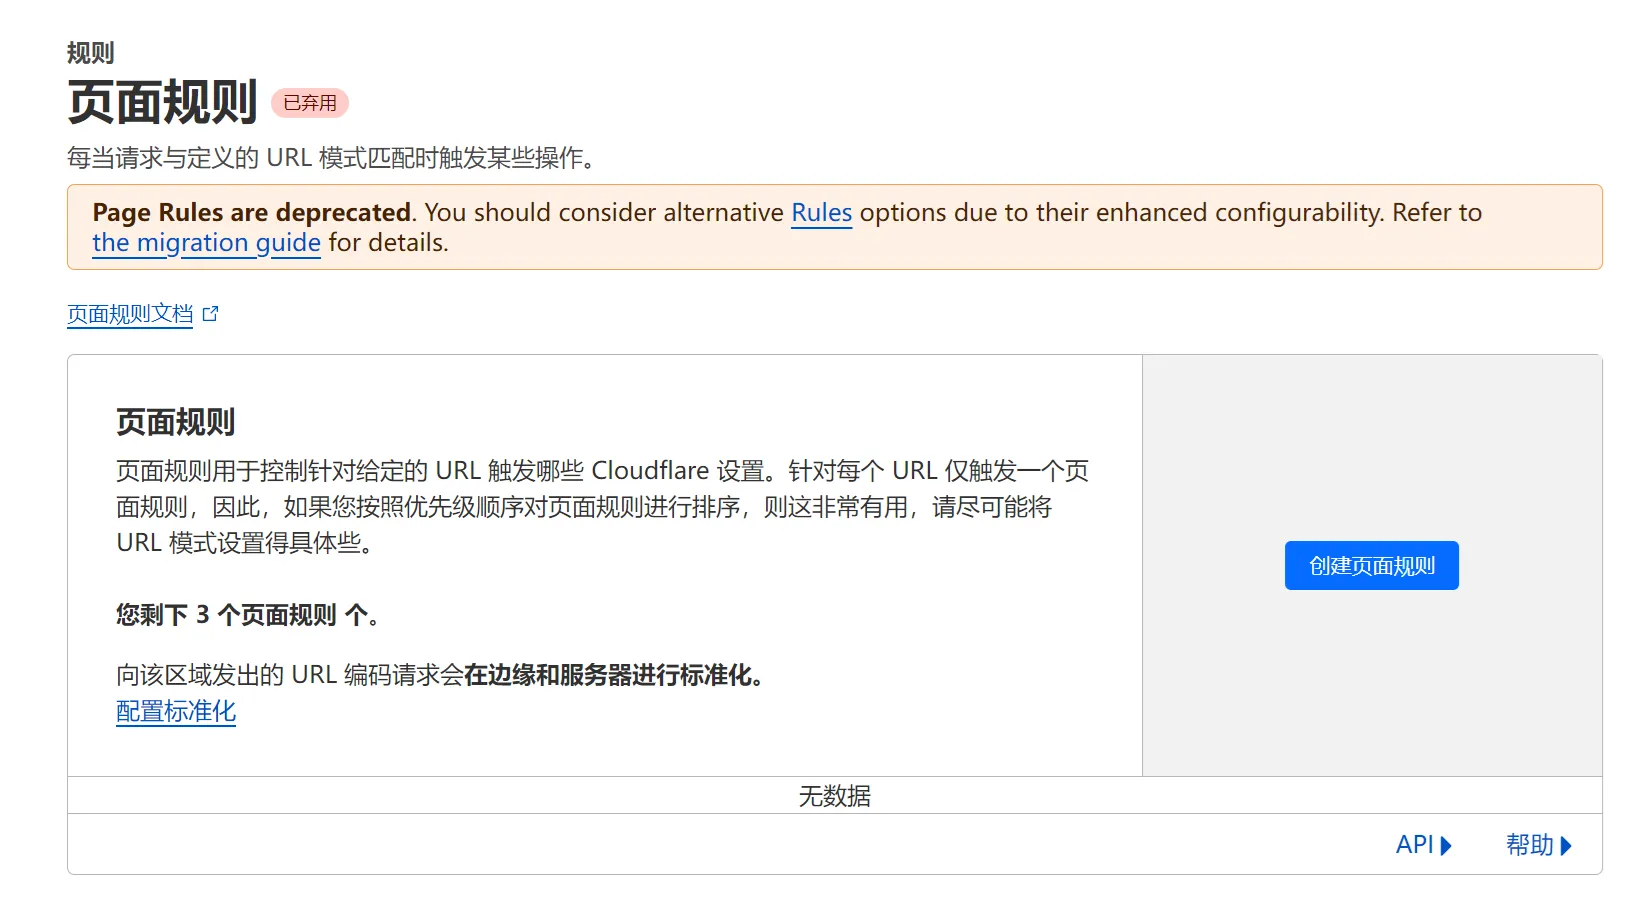 规则
页面规则 已弃用
每当请求与定义的 URL 模式匹配时触发某些操作。
Page Rules are deprecated. You should consider alternative Rules options due to their enhanced configurability. Refer to
the migration guide for details.
页面规则文档
页面规则
页面规则用于控制针对给定的 URL 触发哪些 Cloudflare 设置。针对每个 URL 仅触发一个页
面规则，因此，如果您按照优先级顺序对页面规则进行排序，则这非常有用，请尽可能将
URL 模式设置得具体些。
您剩下 3 个页面规则 个。
向该区域发出的 URL 编码请求会在边缘和服务器进行标准化。
配置标准化
创建页面规则
无数据
API 帮助